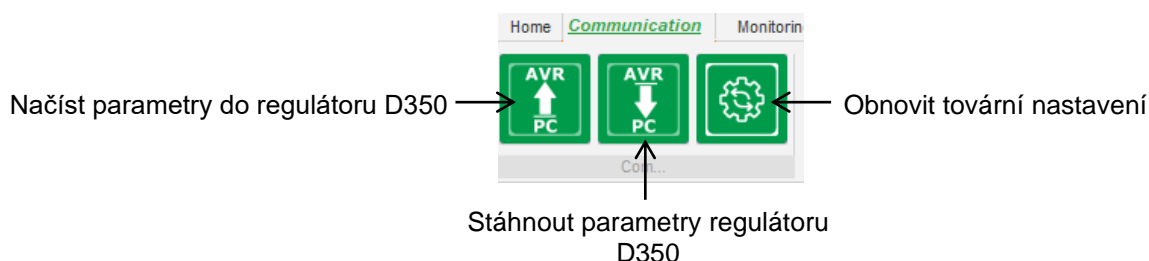 Home Communication Monitorin
AVR AVR
PC PC
Načíst parametry do regulátoru D350
Obnovit tovární nastavení
Com...
Stáhnout parametry regulátoru
D350